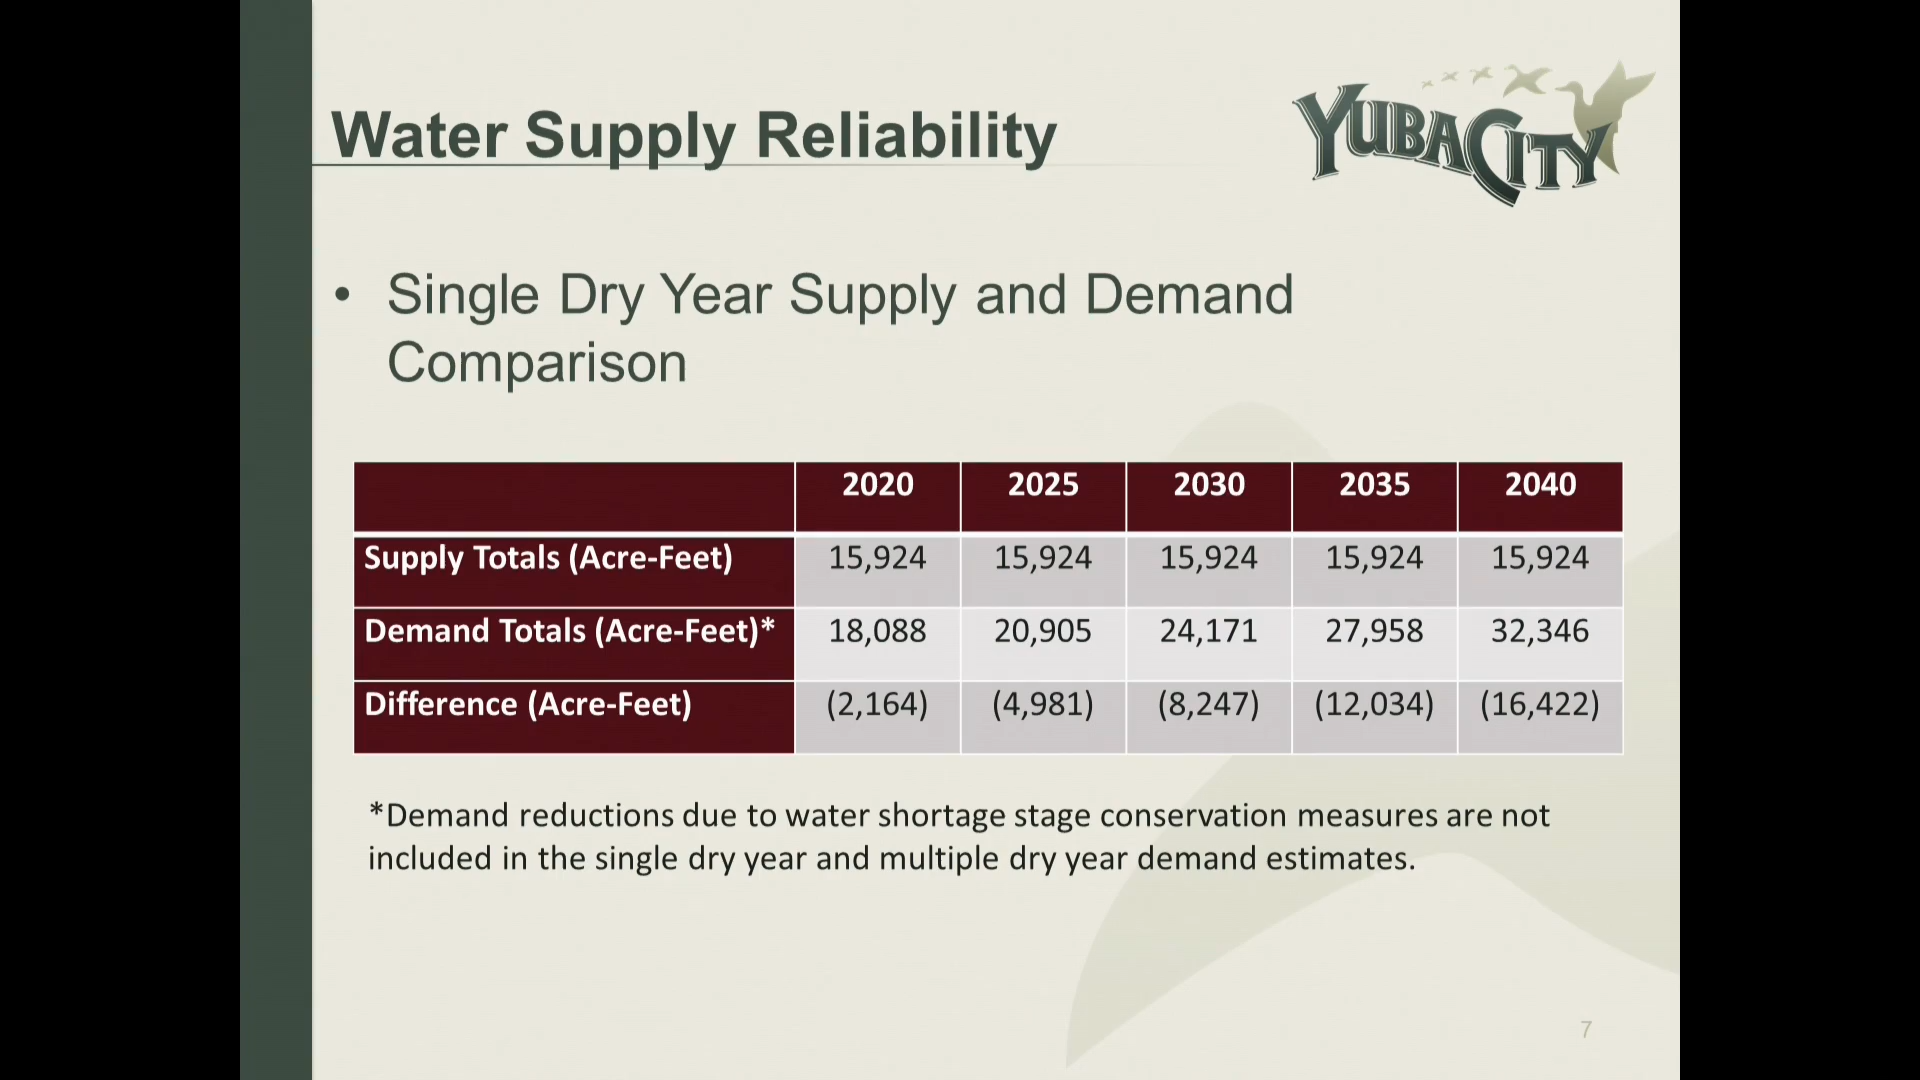 Water Supply Reliability
YUBA CITY
• Single Dry Year Supply and Demand
Comparison
2020 2025 2030 2035 2040
Supply Totals (Acre-Feet) 15,924 15,924 15,924 15,924 15,924
Demand Totals (Acre-Feet)* 18,088 20,905 24,171 27,958 32,346
Difference (Acre-Feet) (2,164) (4,981) (8,247) (12,034) (16,422)
*Demand reductions due to water shortage stage conservation measures are not
included in the single dry year and multiple dry year demand estimates.
7